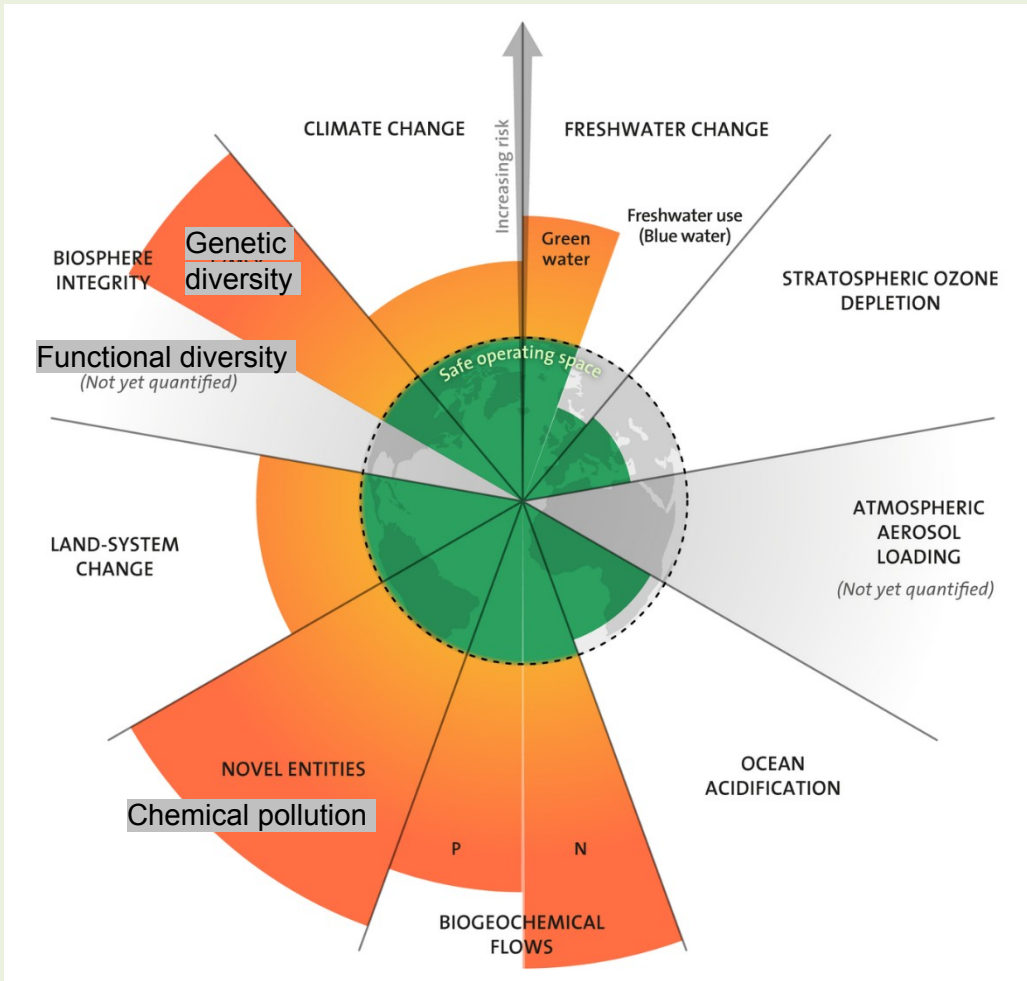 CLIMATE CHANGE
Increasing risk
FRESHWATER CHANGE
Green
water
Freshwater use
(Blue water)
STRATOSPHERIC OZONE
DEPLETION
BIOSPHERE
INTEGRITY
Genetic
diversity
Functional diversity
(Not yet quantified)
Safe operating space
ATMOSPHERIC
AEROSOL
LOADING
(Not yet quantified)
LAND-SYSTEM
CHANGE
OCEAN
ACIDIFICATION
NOVEL ENTITIES
Chemical pollution
P
N
BIOGEOCHEMICAL
FLOWS